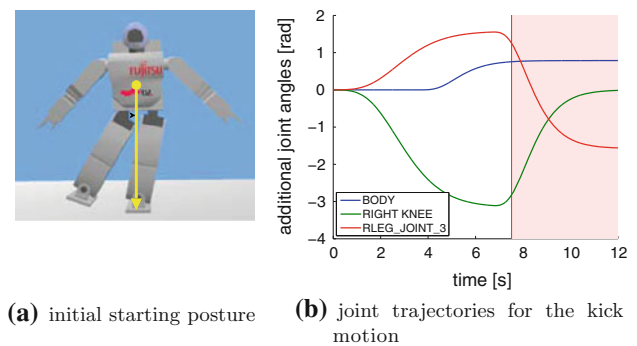 FUJITSU
(a) initial starting posture
additional joint angles [rad]
2
1
0
-1
-2
-3
-4
BODY
RIGHT KNEE
RLEG_JOINT_3
0 2 4 6 8 10 12
time [s]
(b) joint trajectories for the kick
motion